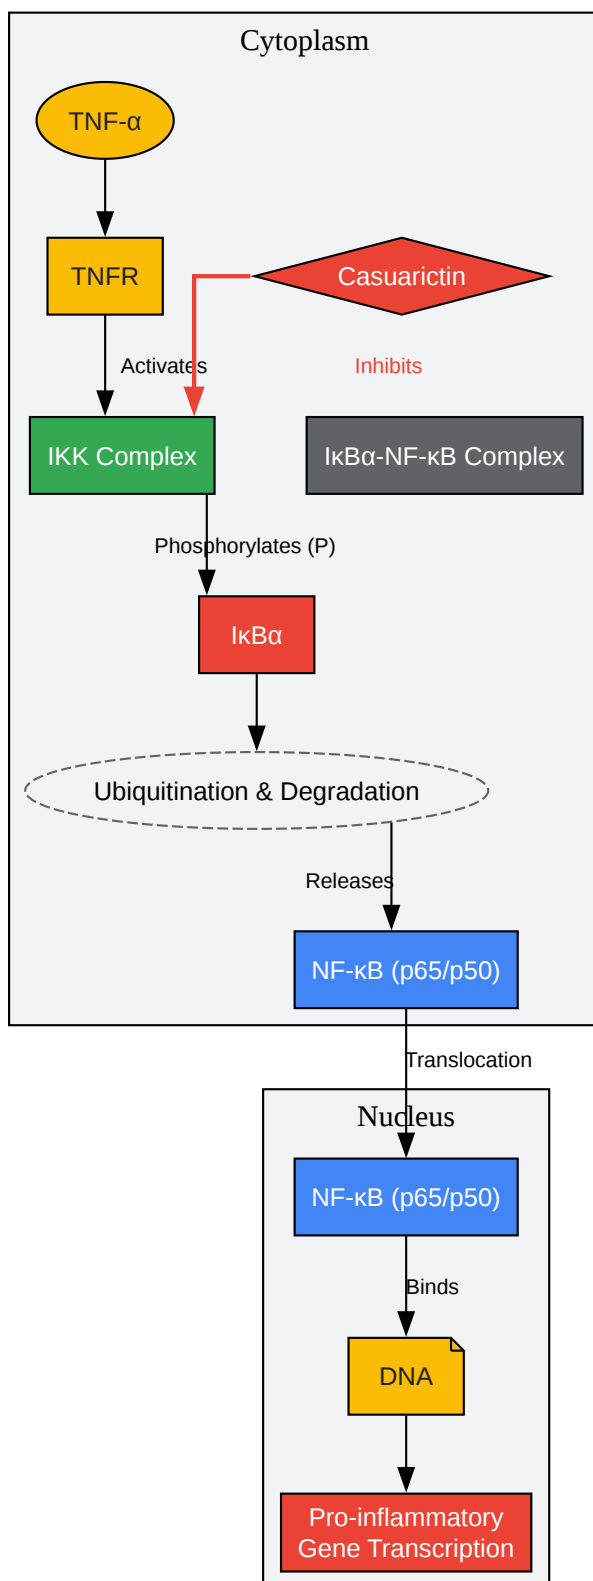 Cytoplasm
TNF-α
TNFR
Casuarictin
Activates
Inhibits
IKK Complex
IκBα-NF-κB Complex
Phosphorylates (P)
IκBα
Ubiquitination & Degradation
Releases
NF-κB (p65/p50)
Translocation
Nucleus
NF-κB (p65/p50)
Binds
DNA
Pro-inflammatory
Gene Transcription